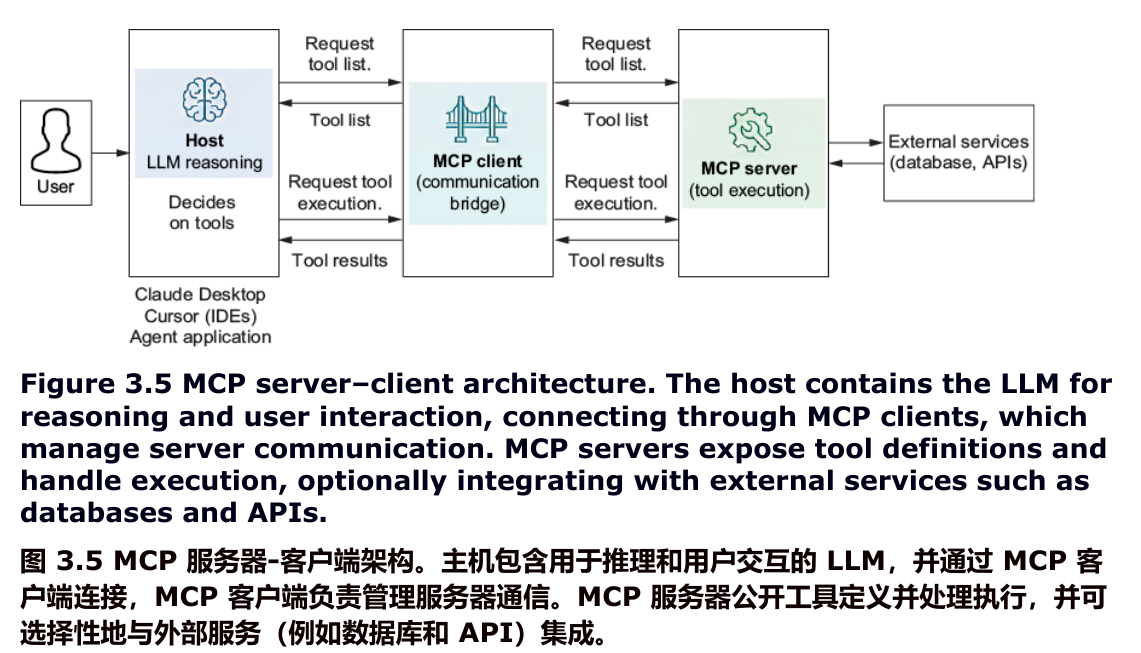 Request
tool list.
Tool list
Request tool
execution.
Tool results
Request
tool list.
Tool list
Request tool
execution.
Tool results
User
Host
LLM reasoning
Decides
on tools
MCP client
(communication
bridge)
MCP server
(tool execution)
External services
(database, APIs)
Claude Desktop
Cursor (IDEs)
Agent application
Figure 3.5 MCP server–client architecture. The host contains the LLM for
reasoning and user interaction, connecting through MCP clients, which
manage server communication. MCP servers expose tool definitions and
handle execution, optionally integrating with external services such as
databases and APIs.
图 3.5 MCP 服务器-客户端架构。主机包含用于推理和用户交互的 LLM，并通过 MCP 客
户端连接，MCP 客户端负责管理服务器通信。MCP 服务器公开工具定义并处理执行，并可
选择性地与外部服务（例如数据库和 API）集成。